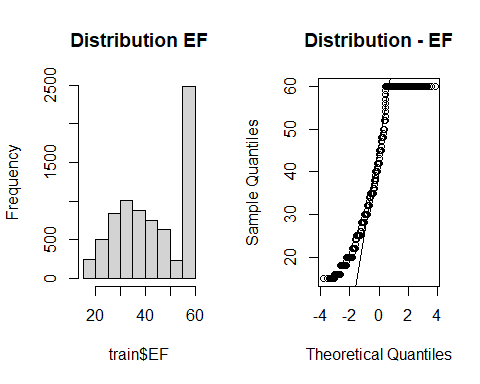 Distribution EF
Frequency
0
500
1500
2500
20
40
60
train$EF
Distribution - EF
Sample Quantiles
20
30
40
50
60
-4
-2
0
2
4
Theoretical Quantiles